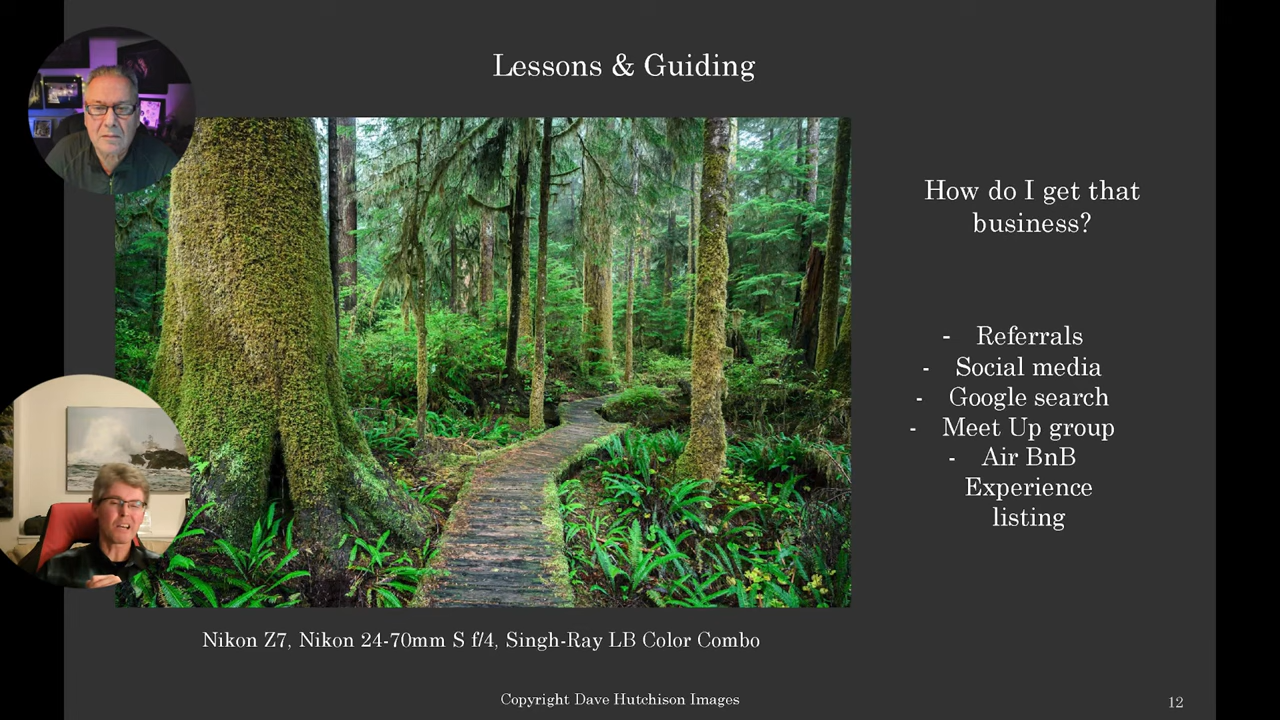 Lessons & Guiding
How do I get that
business?
- Referrals
- Social media
- Google search
- Meet Up group
- Air BnB
Experience
listing
Nikon Z7, Nikon 24-70mm S f/4, Singh-Ray LB Color Combo
Copyright Dave Hutchison Images
12